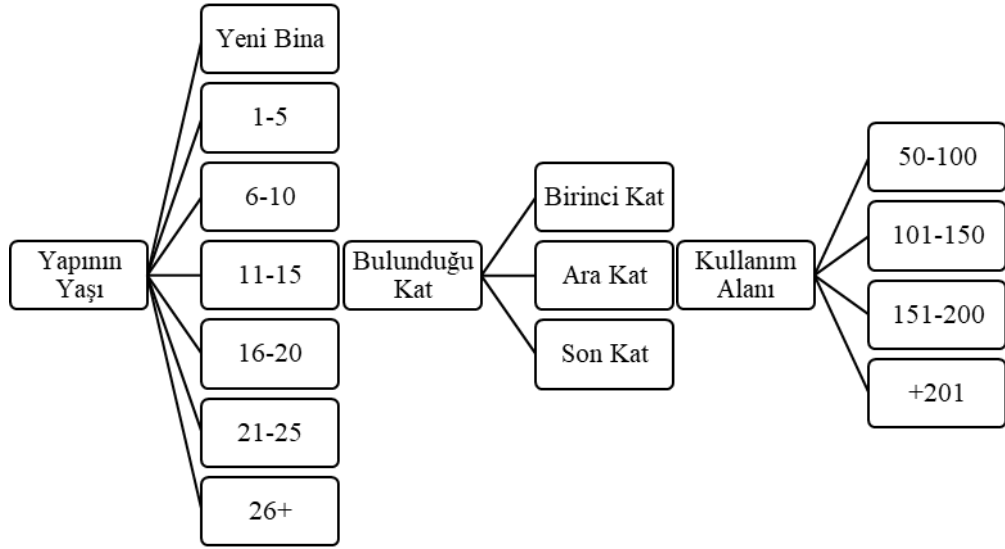 Yapının
Yaşı
Yeni Bina
1-5
6-10
11-15
16-20
21-25
26+
Bulunduğu
Kat
Birinci Kat
Ara Kat
Son Kat
Kullanım
Alanı
50-100
101-150
151-200
+201